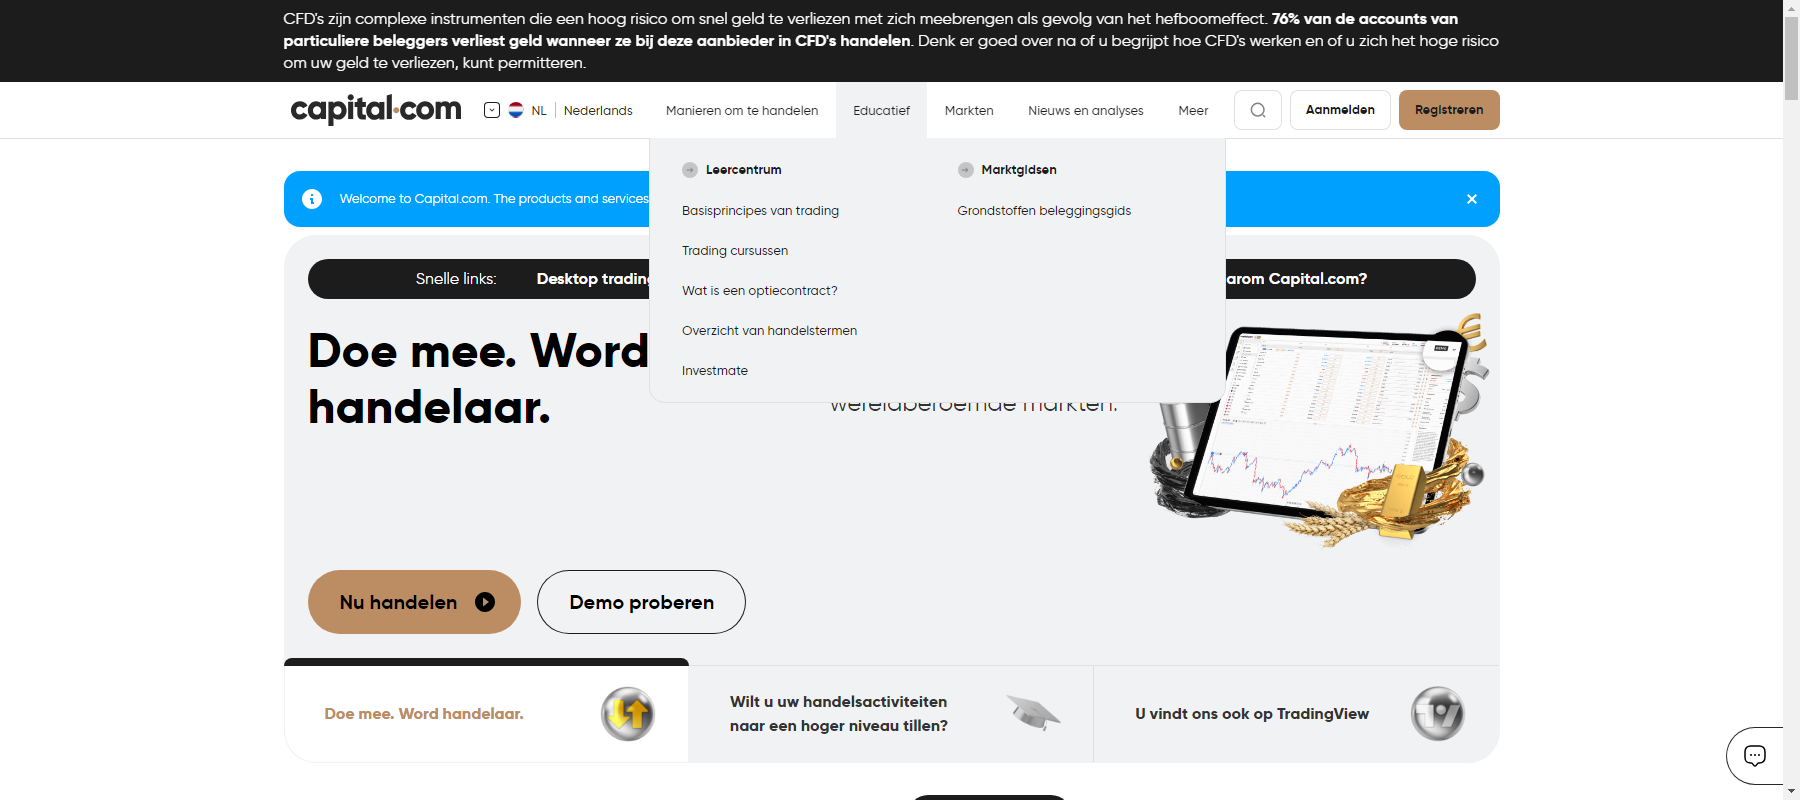 CFD's zijn complexe instrumenten die een hoog risico om snel geld te verliezen met zich meebrengen als gevolg van het hefboomeffect. 76% van de accounts van
particuliere beleggers verliest geld wanneer ze bij deze aanbieder in CFD's handelen. Denk er goed over na of u begrijpt hoe CFD's werken en of u zich het hoge risico
om uw geld te verliezen, kunt permitteren.
capital.com
NL Nederlands
Manieren om te handelen
Educatief
Markten
Nieuws en analyses
Meer
Aanmelden
Registreren
Leercentrum
Marktgidsen
Basisprincipes van trading
Grondstoffen beleggingsgids
Trading cursussen
Wat is een optiecontract?
Overzicht van handelstermen
Investmate
Welcome to Capital.com. The products and services
Snelle links:
Desktop trading
arom Capital.com?
Doe mee. Word
handelaar.
wereldberoemde markten.
Nu handelen
Demo proberen
Doe mee. Word handelaar.
Wilt u uw handelsactiviteiten
naar een hoger niveau tillen?
U vindt ons ook op TradingView